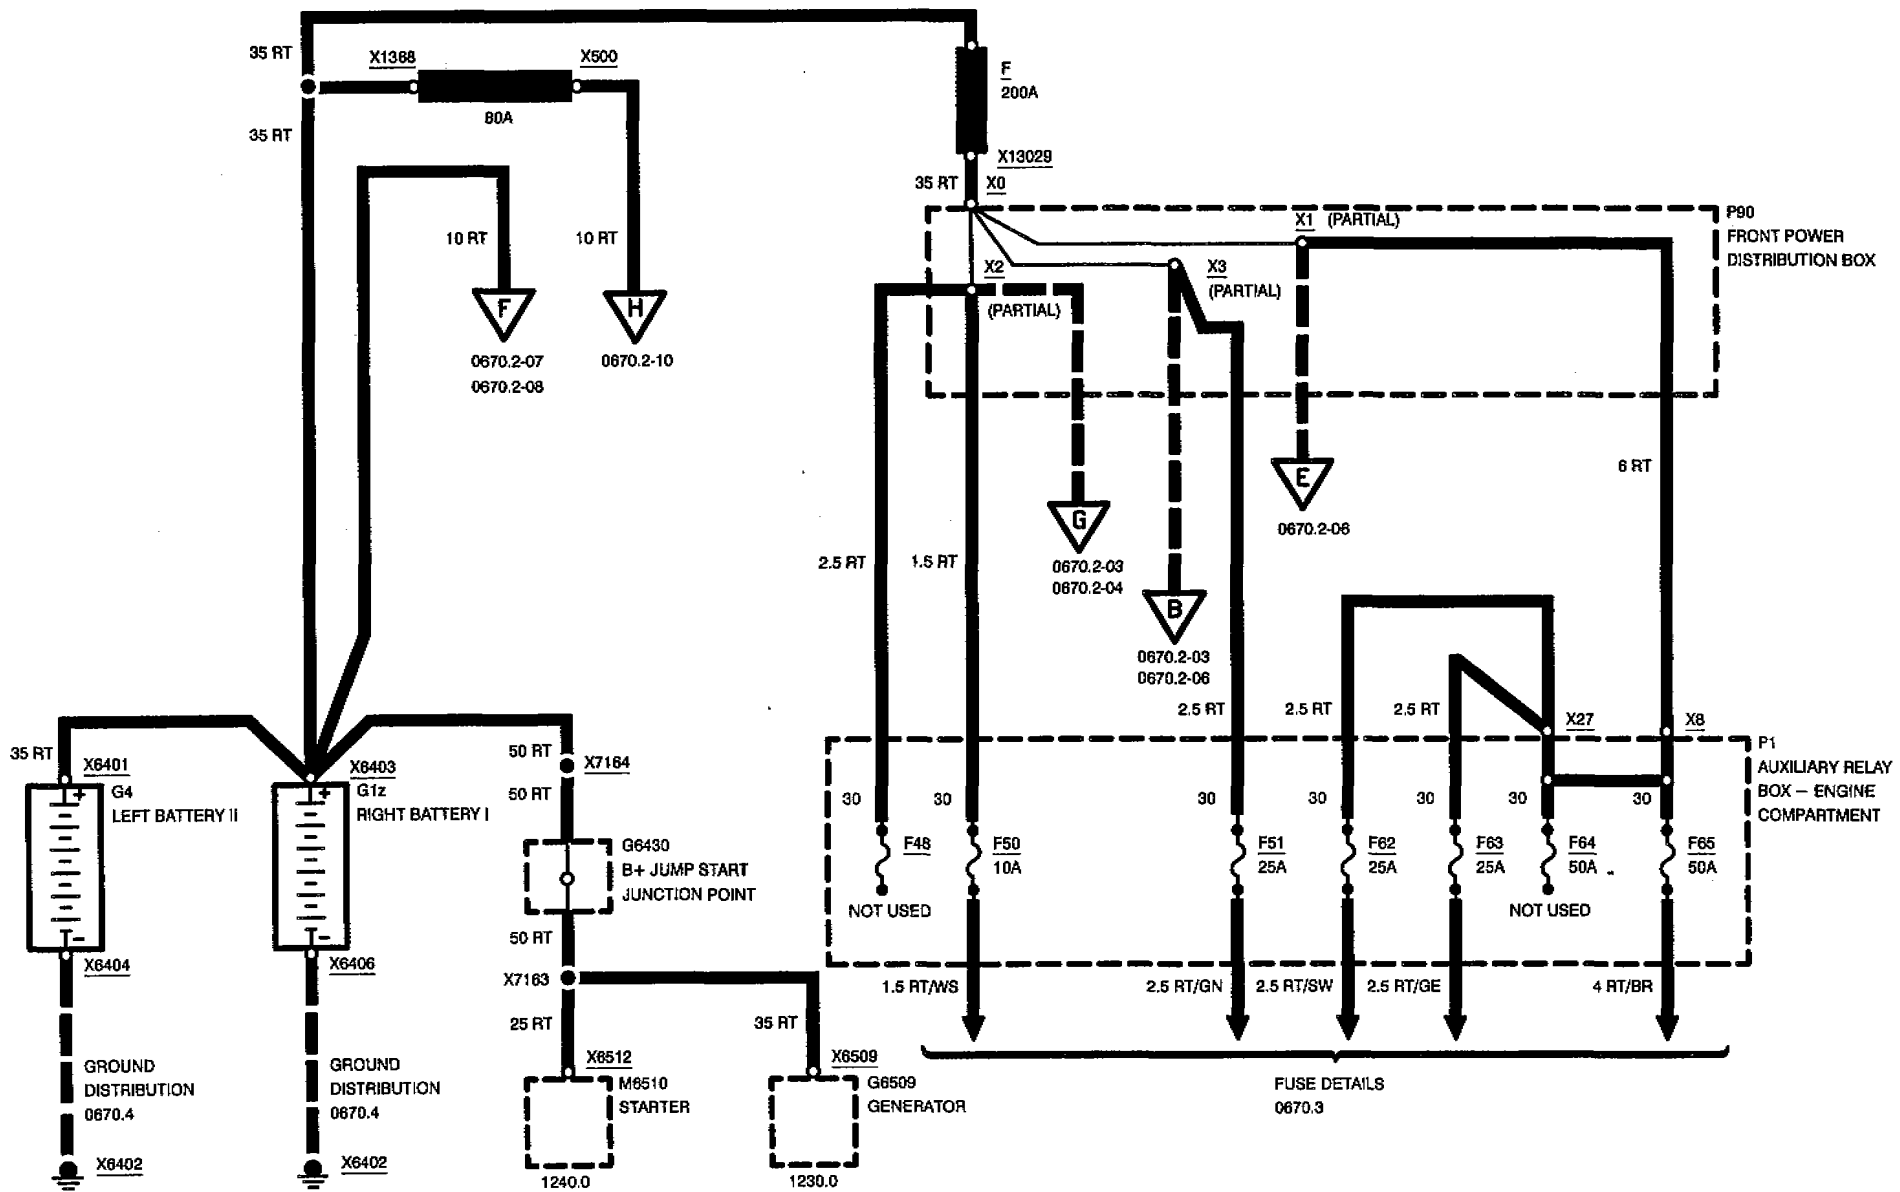 35 RT
X1368
X500
80A
35 RT
F
200A
X13029
35 RT
X0
10 RT
10 RT
F
0670.2-07
0670.2-08
H
0670.2-10
X1 (PARTIAL)
P90
FRONT POWER
DISTRIBUTION BOX
X2
(PARTIAL)
X3
(PARTIAL)
6 RT
E
0670.2-06
G
0670.2-03
0670.2-04
2.5 RT
1.5 RT
B
0670.2-03
0670.2-06
2.5 RT
2.5 RT
2.5 RT
X27
X8
35 RT
X6401
G4
LEFT BATTERY II
X6403
G1z
RIGHT BATTERY I
50 RT
X7164
50 RT
G6430
B+ JUMP START
JUNCTION POINT
50 RT
X7163
25 RT
35 RT
P1
AUXILIARY RELAY
BOX – ENGINE
COMPARTMENT
30
30
30
30
30
30
30
F48
NOT USED
F50
10A
F51
25A
F62
25A
F63
25A
F64
50A
NOT USED
F65
50A
+
+
–
–
X6404
X6406
1.5 RT/WS
2.5 RT/GN
2.5 RT/SW
2.5 RT/GE
4 RT/BR
GROUND
DISTRIBUTION
0670.4
GROUND
DISTRIBUTION
0670.4
X6402
X6402
X6512
M6510
STARTER
1240.0
X6509
G6509
GENERATOR
1230.0
FUSE DETAILS
0670.3